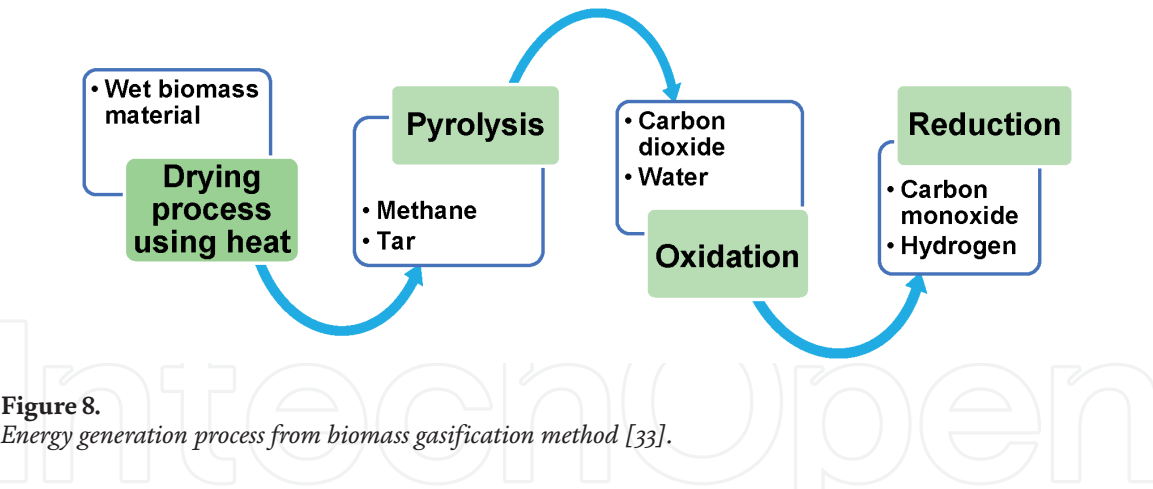 • Wet biomass
material
Drying
process
using heat
Pyrolysis
• Methane
• Tar
• Carbon
dioxide
• Water
Oxidation
Reduction
• Carbon
monoxide
• Hydrogen
IntechOpen
Figure 8.
Energy generation process from biomass gasification method [33].